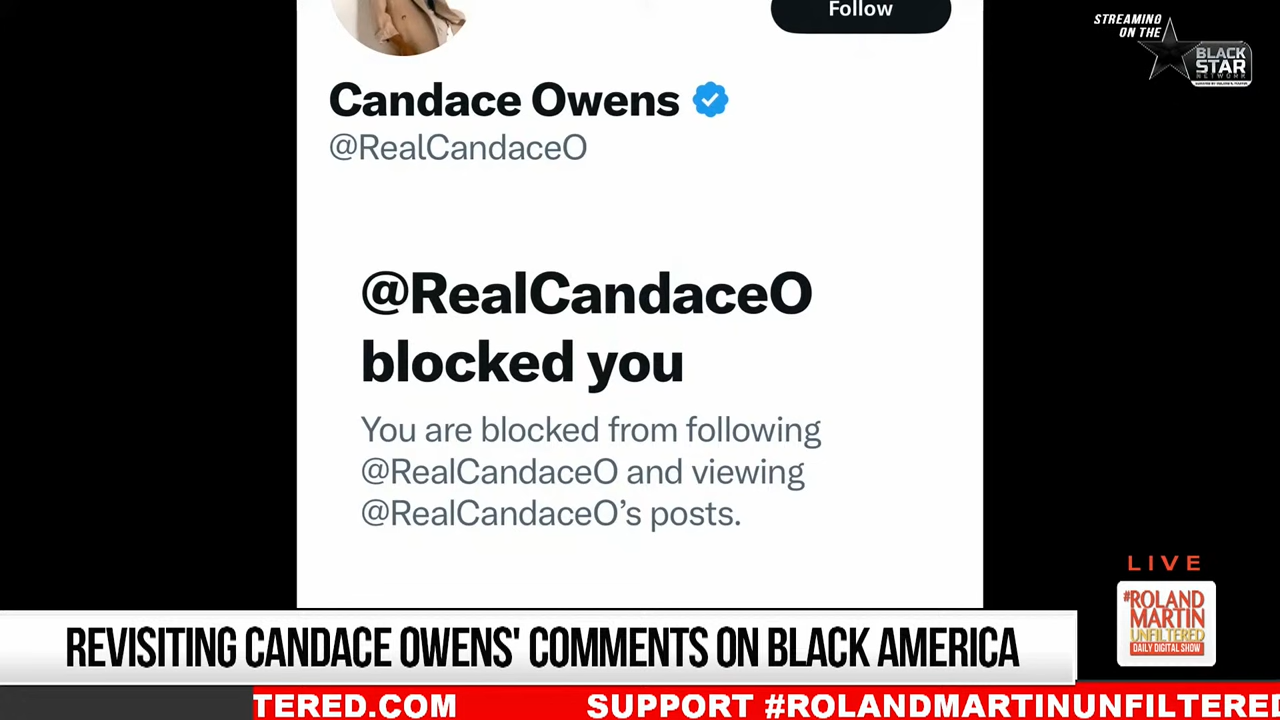 Follow
STREAMING
ON THE
BLACK
STAR
NETWORK
Candace Owens
@RealCandaceO
@RealCandaceO
blocked you
You are blocked from following
@RealCandaceO and viewing
@RealCandaceO’s posts.
LIVE
#ROLAND
MARTIN
UNFILTERED
DAILY DIGITAL SHOW
REVISITING CANDACE OWENS' COMMENTS ON BLACK AMERICA
TERED.COM SUPPORT #ROLANDMARTINUNFILTERE